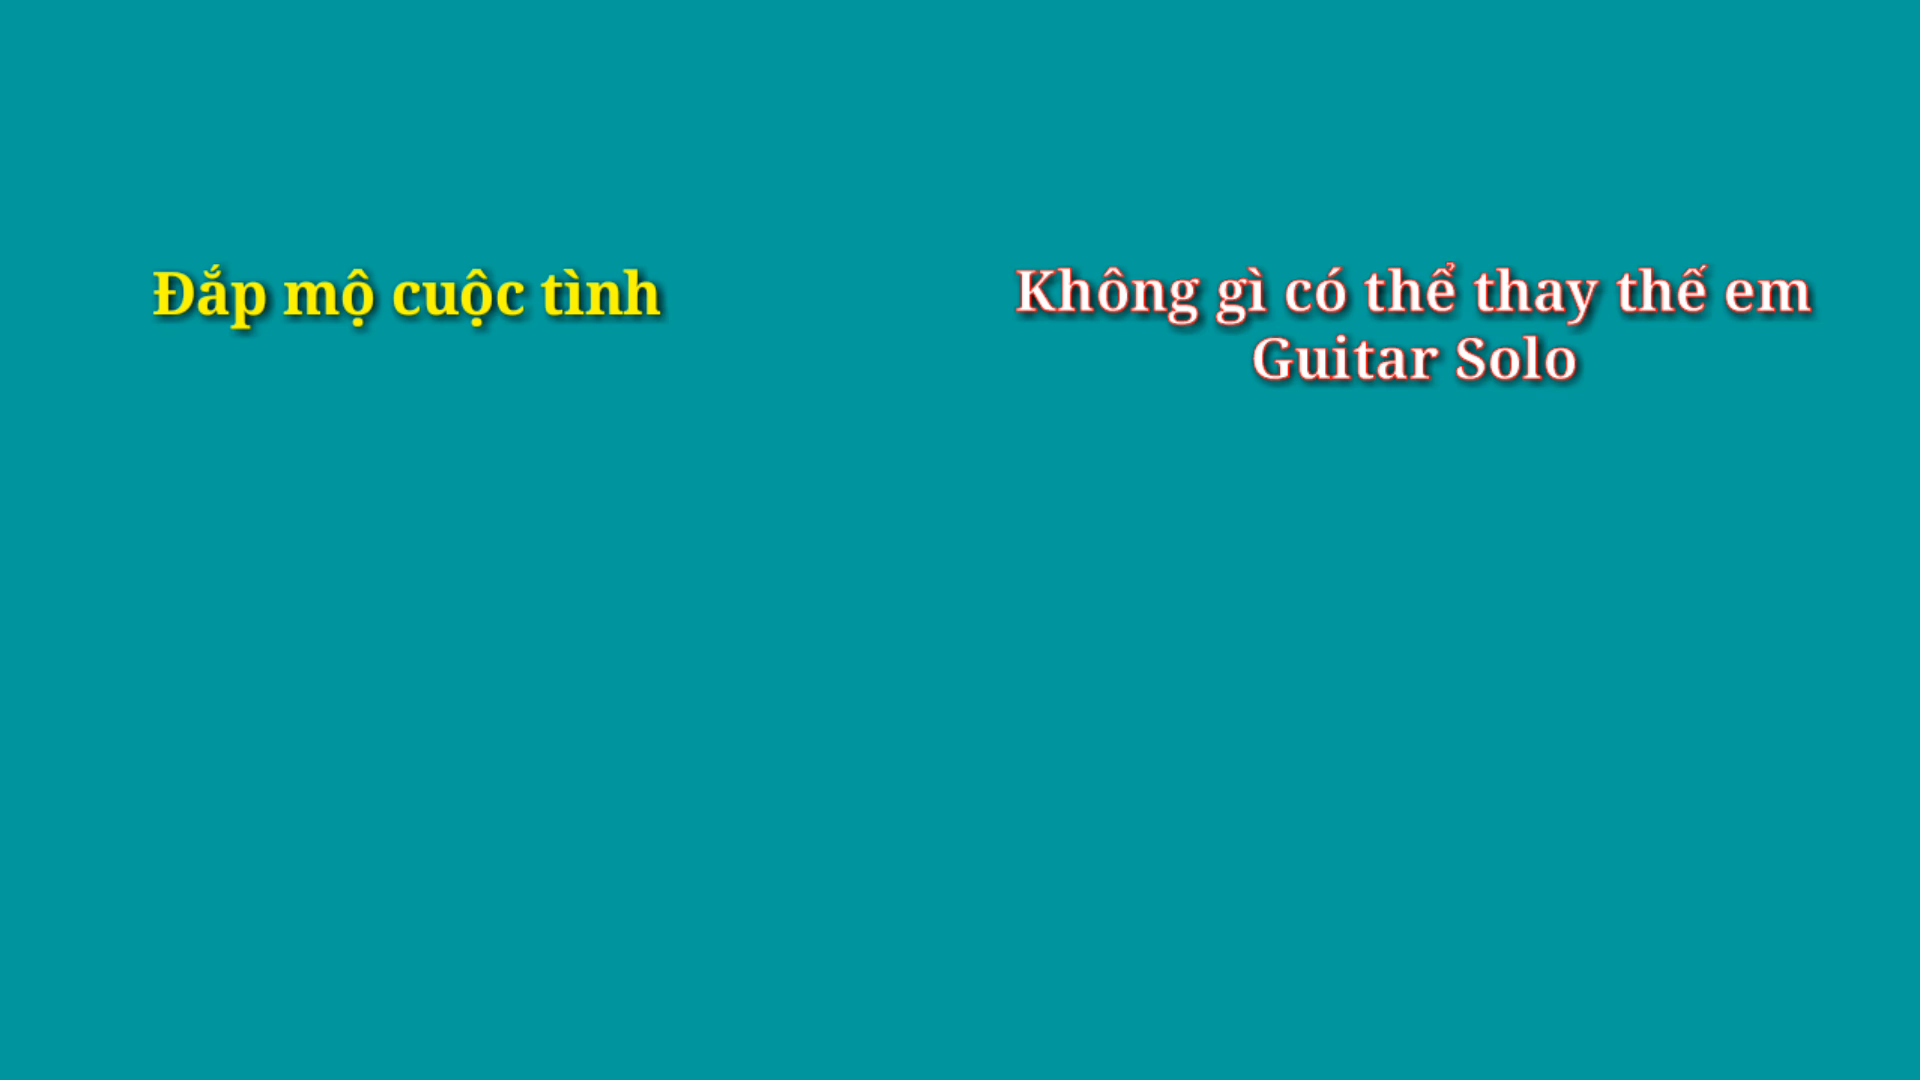 Đắp mộ cuộc tình
Không gì có thể thay thế em
Guitar Solo